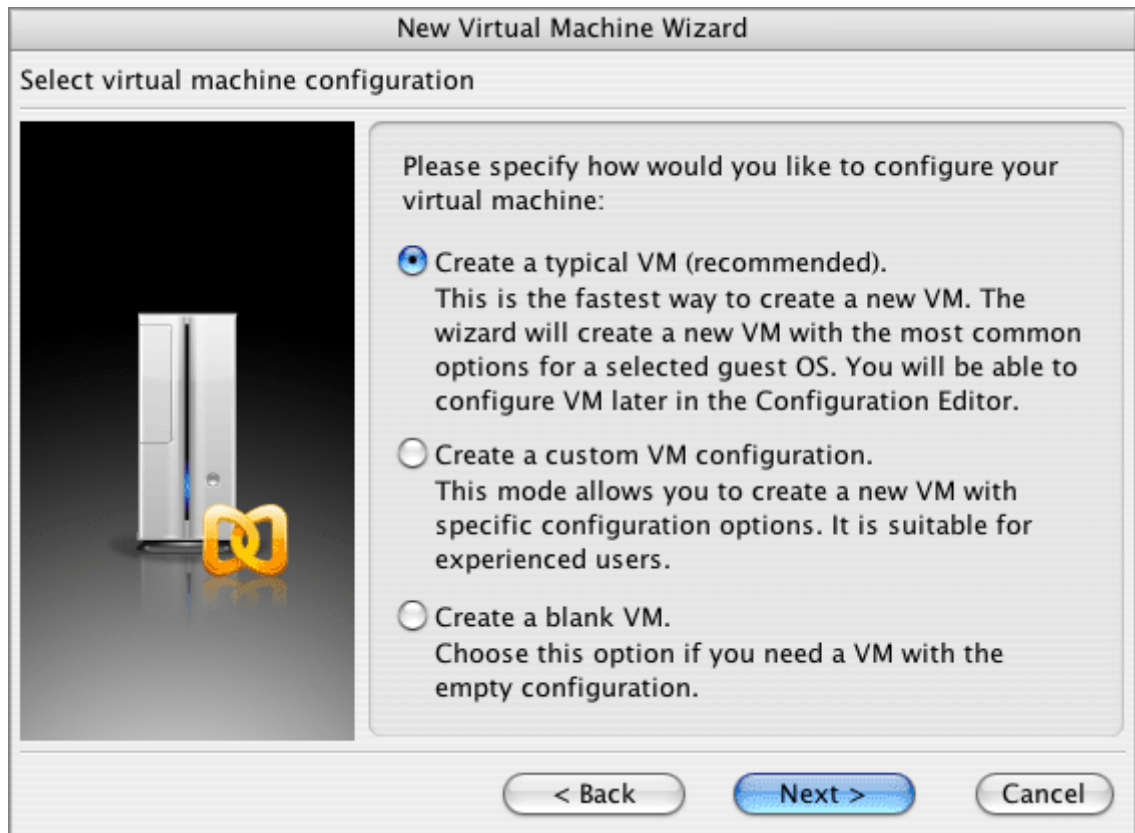 New Virtual Machine Wizard
Select virtual machine configuration
Please specify how would you like to configure your
virtual machine:
Create a typical VM (recommended).
This is the fastest way to create a new VM. The
wizard will create a new VM with the most common
options for a selected guest OS. You will be able to
configure VM later in the Configuration Editor.
Create a custom VM configuration.
This mode allows you to create a new VM with
specific configuration options. It is suitable for
experienced users.
Create a blank VM.
Choose this option if you need a VM with the
empty configuration.
< Back
Next >
Cancel